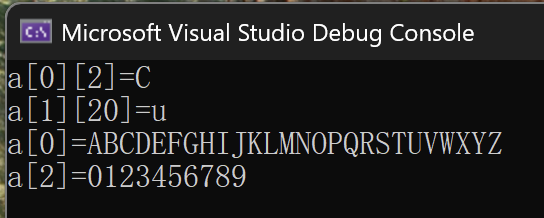 C:\
Microsoft Visual Studio Debug Console
a[0][2]=C
a[1][20]=u
a[0]=ABCDEFGHIJKLMNOPQRSTUVWXYZ
a[2]=0123456789